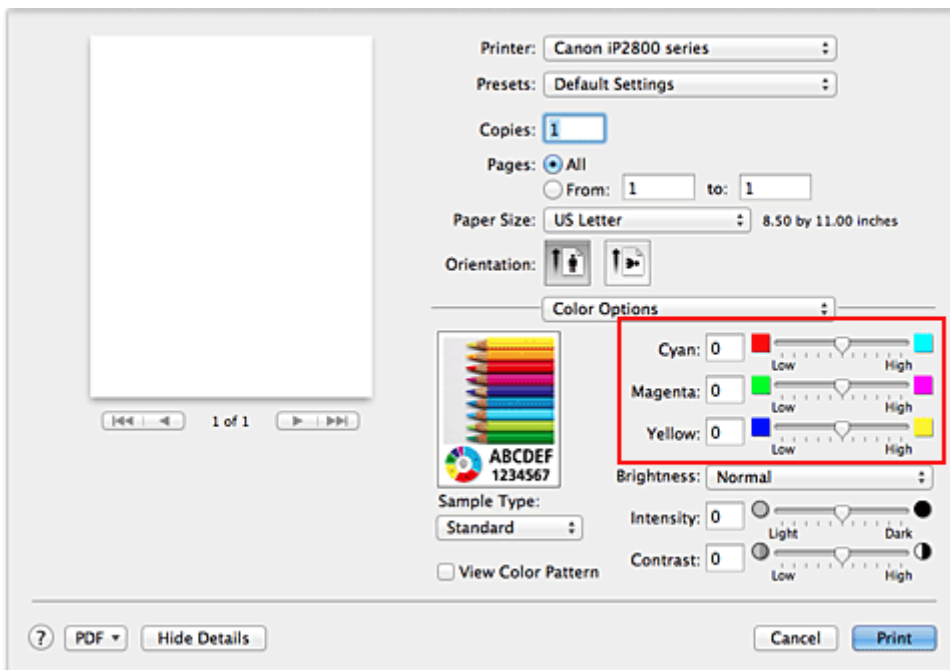 Printer: Canon iP2800 series
Presets: Default Settings
Copies: 1
Pages: All
From: 1 to: 1
Paper Size: US Letter 8.50 by 11.00 inches
Orientation:
Color Options
Cyan: 0
Low High
Magenta: 0
Low High
Yellow: 0
Low High
1 of 1
ABCDEF
1234567
Brightness: Normal
Sample Type:
Standard
Intensity: 0
Light Dark
View Color Pattern
Contrast: 0
Low High
? PDF Hide Details Cancel Print